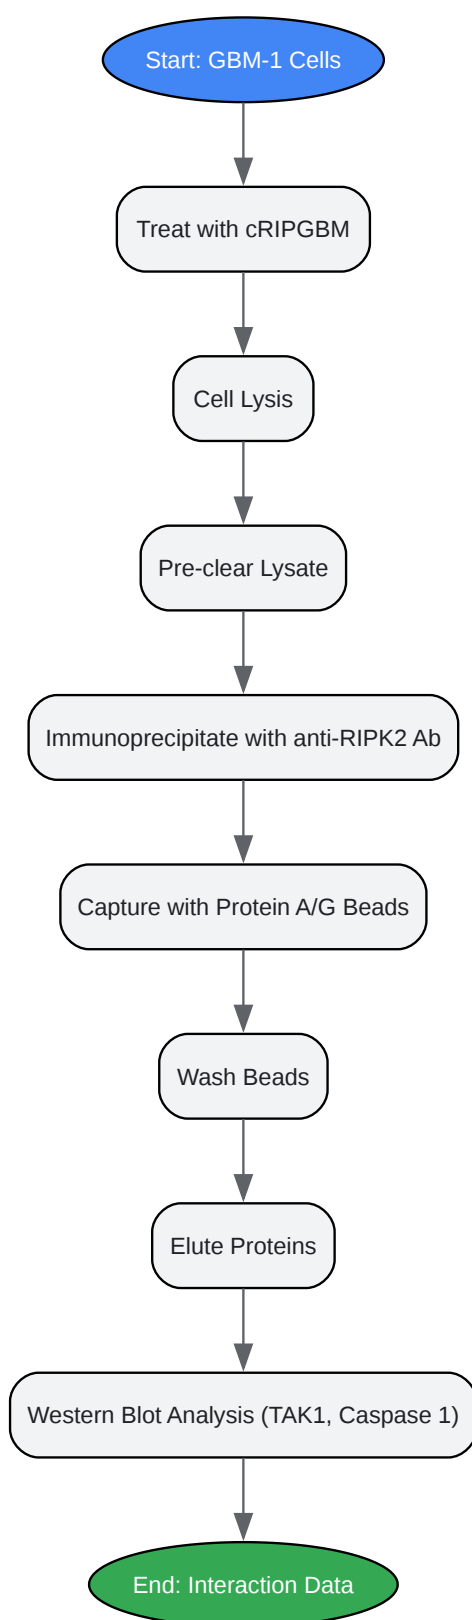 Start: GBM-1 Cells
Treat with cRIPGBM
Cell Lysis
Pre-clear Lysate
Immunoprecipitate with anti-RIPK2 Ab
Capture with Protein A/G Beads
Wash Beads
Elute Proteins
Western Blot Analysis (TAK1, Caspase 1)
End: Interaction Data